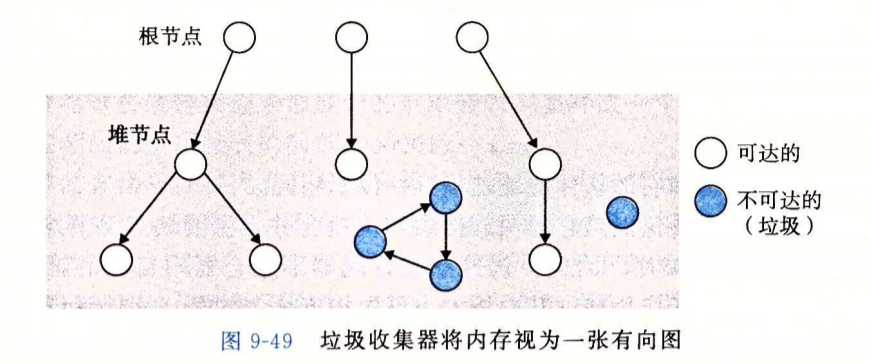 根节点
堆节点
可达的
不可达的
（垃圾）
图 9-49 垃圾收集器将内存视为一张有向图